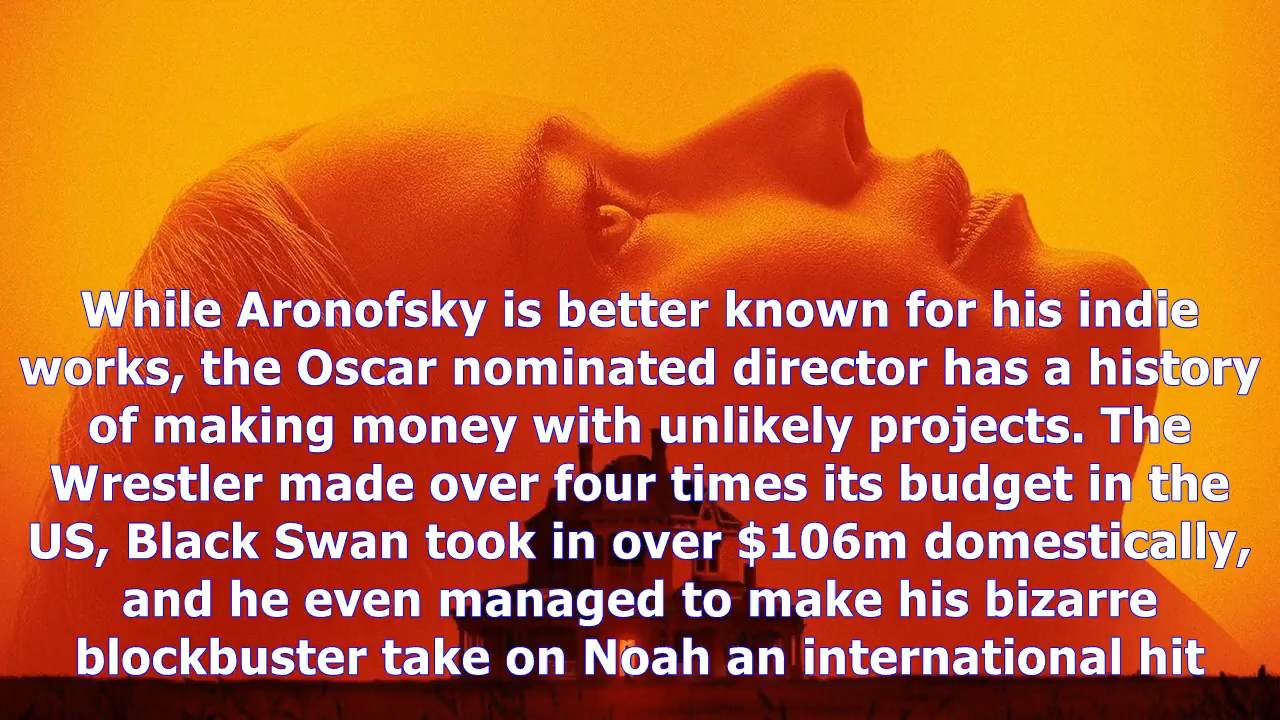 While Aronofsky is better known for his indie
works, the Oscar nominated director has a history
of making money with unlikely projects. The
Wrestler made over four times its budget in the
US, Black Swan took in over $106m domestically,
and he even managed to make his bizarre
blockbuster take on Noah an international hit